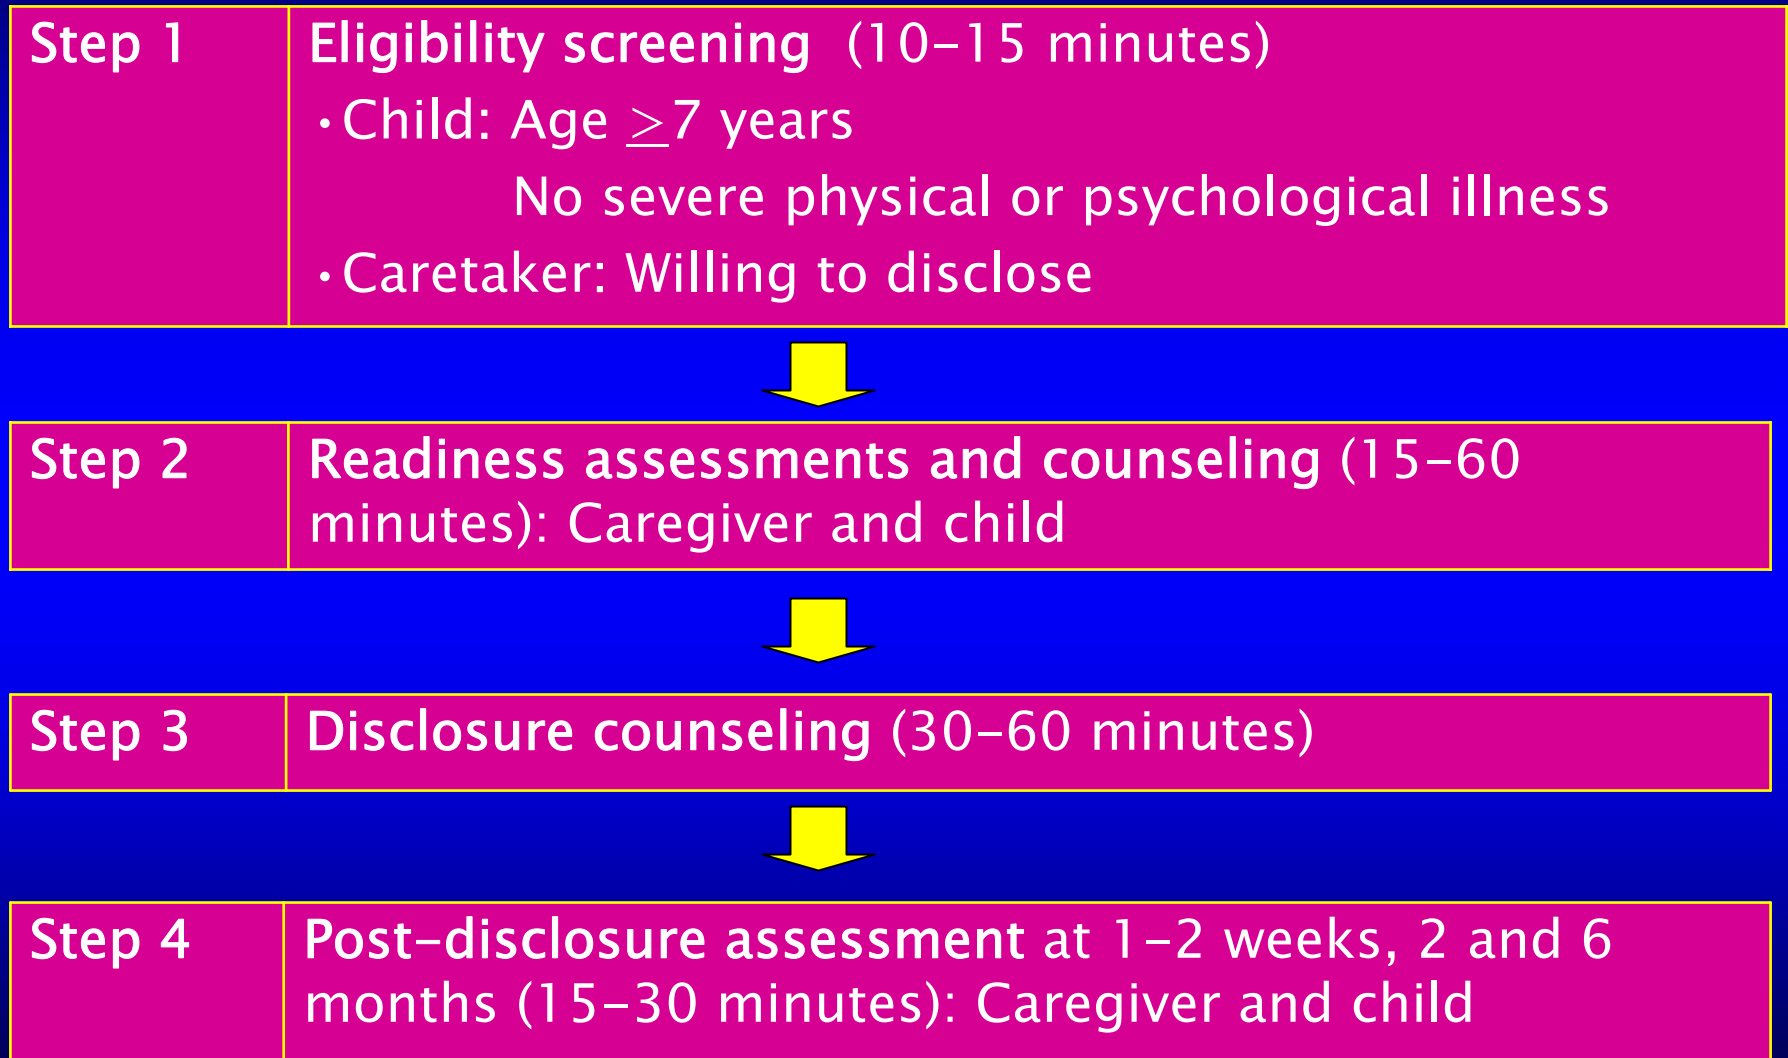 Step 1
Eligibility screening (10-15 minutes)
•Child: Age ≥7 years
No severe physical or psychological illness
•Caretaker: Willing to disclose
Step 2
Readiness assessments and counseling (15-60
minutes): Caregiver and child
Step 3
Disclosure counseling (30-60 minutes)
Step 4
Post-disclosure assessment at 1-2 weeks, 2 and 6
months (15-30 minutes): Caregiver and child